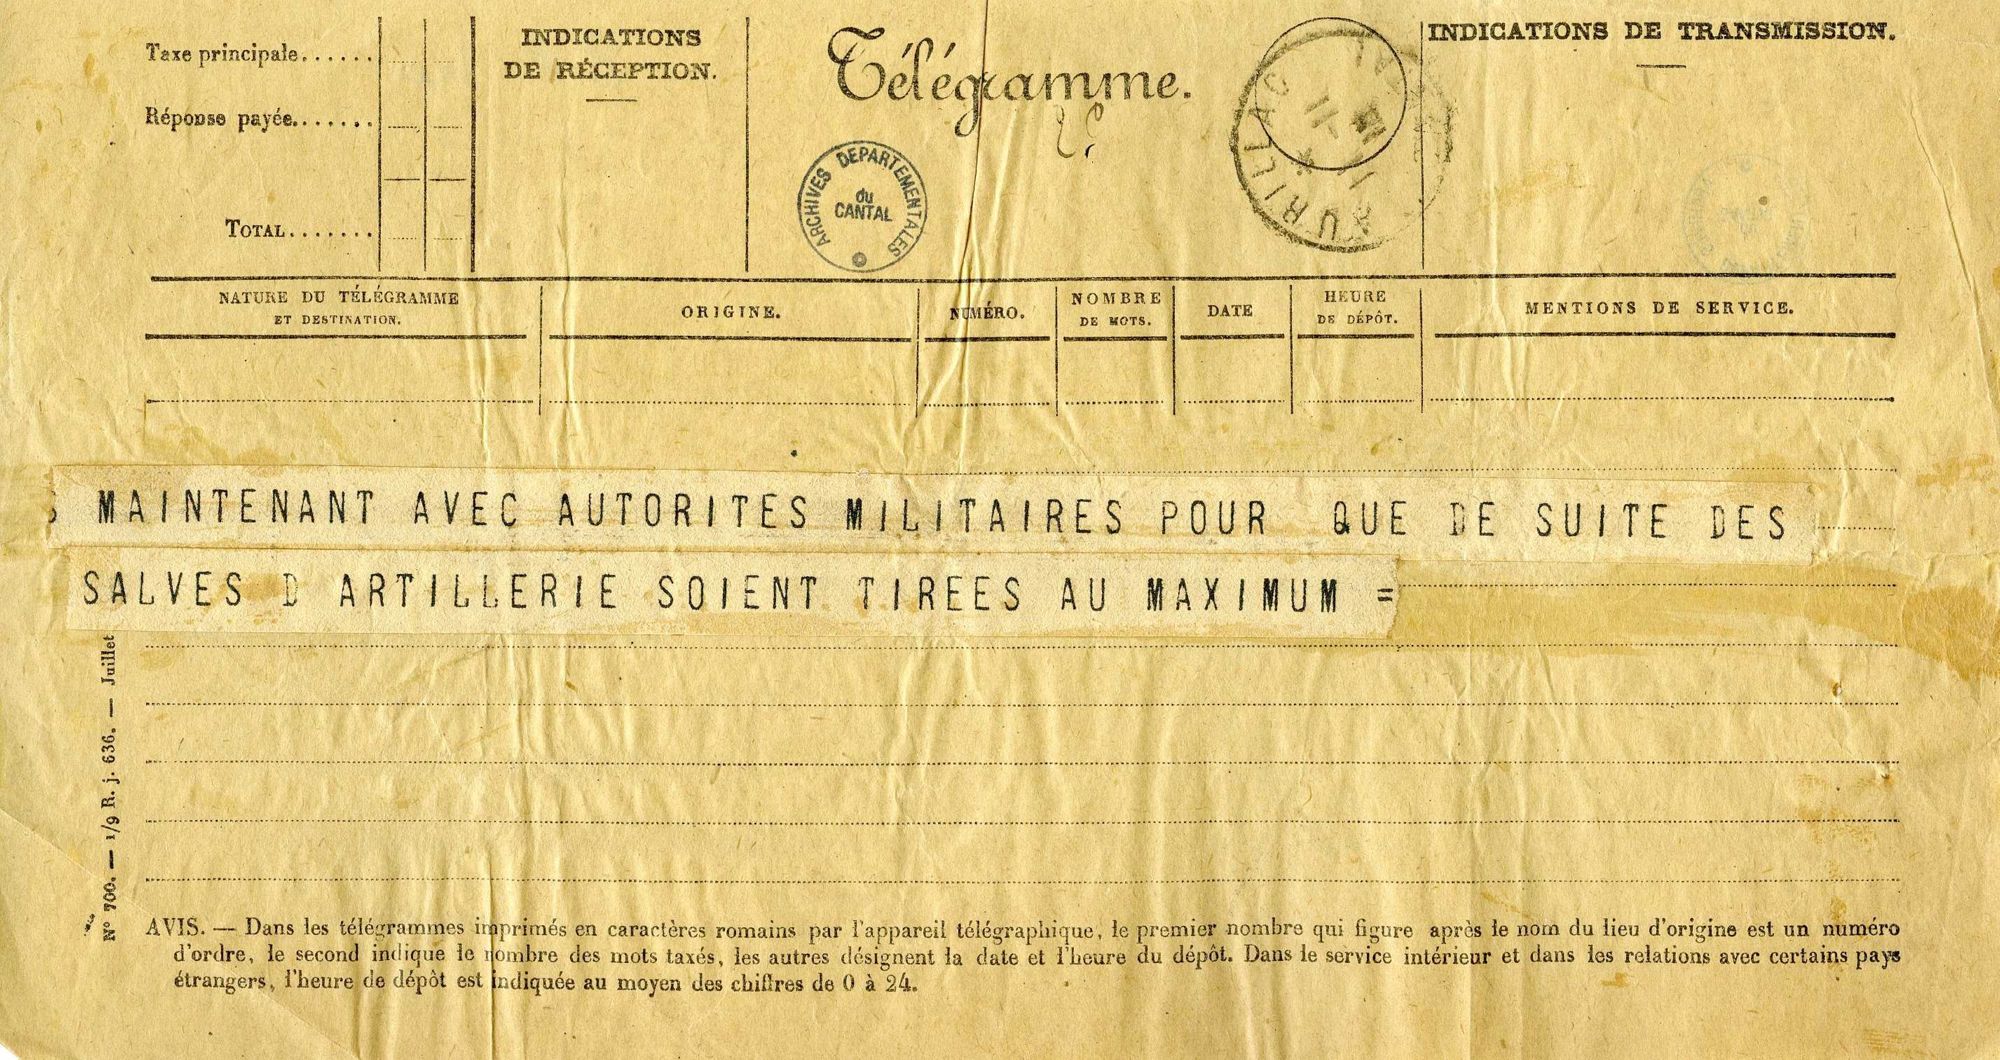 Taxe principale......
Réponse payée.......
TOTAL.......
INDICATIONS
DE RÉCEPTION.
Télégramme.
ARCHIVES DEPARTEMENTALES
du
CANTAL
AURILLAC
INDICATIONS DE TRANSMISSION.
NATURE DU TÉLÉGRAMME
ET DESTINATION.
ORIGINE.
NUMÉRO.
NOMBRE
DE MOTS.
DATE
HEURE
DE DÉPÔT.
MENTIONS DE SERVICE.
MAINTENANT AVEC AUTORITES MILITAIRES POUR QUE DE SUITE DES
SALVES D ARTILLERIE SOIENT TIREES AU MAXIMUM =
N° 700. — 1/9 R. j. 636. — Juillet
AVIS. — Dans les télégrammes imprimés en caractères romains par l'appareil télégraphique, le premier nombre qui figure après le nom du lieu d'origine est un numéro
d'ordre, le second indique le nombre des mots taxés, les autres désignent la date et l'heure du dépôt. Dans le service intérieur et dans les relations avec certains pays
étrangers, l'heure de dépôt est indiquée au moyen des chiffres de 0 à 24.